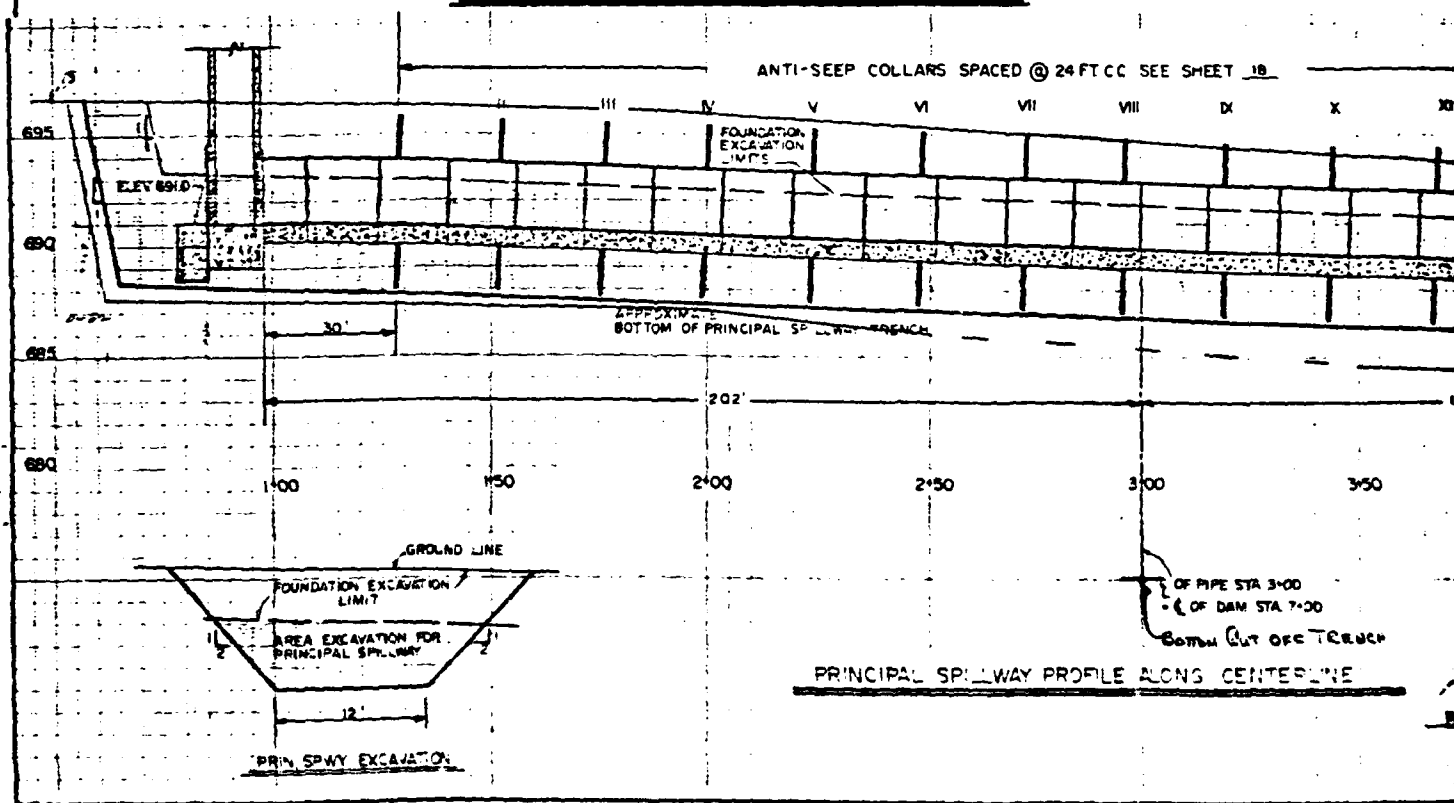 ANTI-SEEP COLLARS SPACED @ 24 FT CC SEE SHEET 18
II III IV V VI VII VIII IX X
FOUNDATION
EXCAVATION
LIMITS
695
ELEV 691.0
690
APPROXIMATE
BOTTOM OF PRINCIPAL SPILLWAY TRENCH
30'
685
202'
680
1+00 1+50 2+00 2+50 3+00 3+50
GROUND LINE
FOUNDATION EXCAVATION
LIMIT
AREA EXCAVATION FOR
PRINCIPAL SPILLWAY
1
2
1
2
12'
PRIN. SPWY EXCAVATION
℄ OF PIPE STA 3+00
= ℄ OF DAM STA 7+00
BOTTOM CUT OFF TRENCH
PRINCIPAL SPILLWAY PROFILE ALONG CENTERLINE